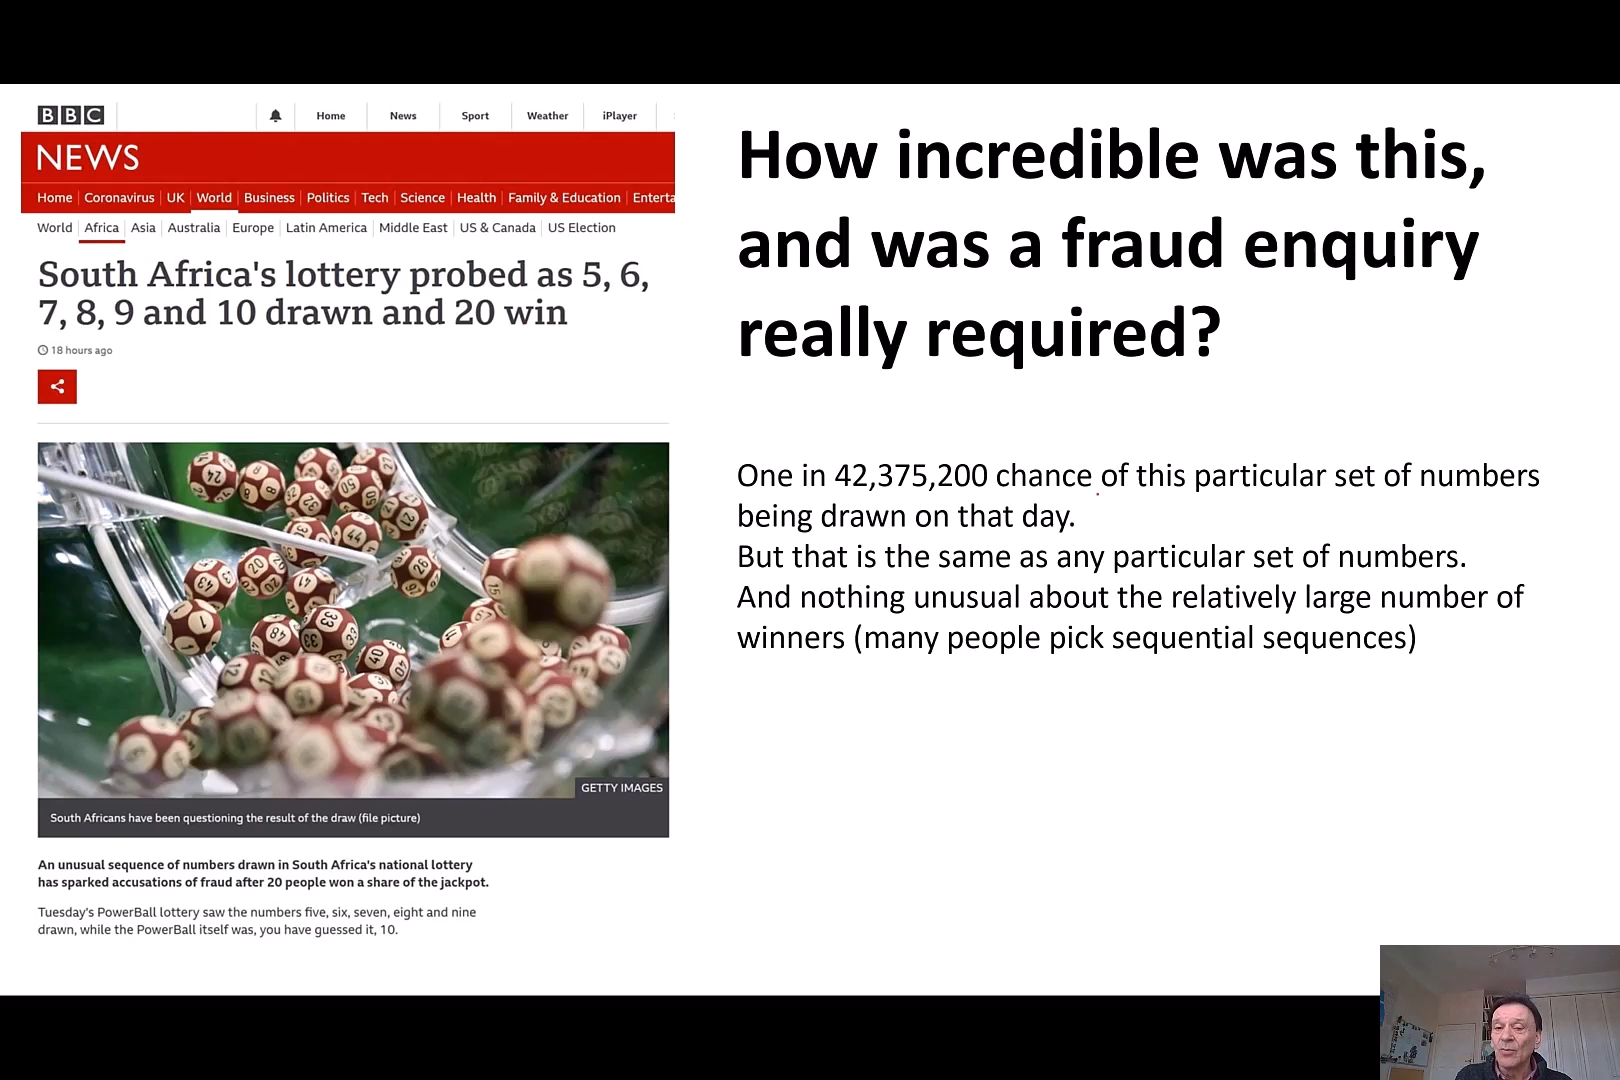 BBC
Home
News
Sport
Weather
iPlayer
NEWS
Home
Coronavirus
UK
World
Business
Politics
Tech
Science
Health
Family & Education
Enterta
World
Africa
Asia
Australia
Europe
Latin America
Middle East
US & Canada
US Election
South Africa's lottery probed as 5, 6,
7, 8, 9 and 10 drawn and 20 win
18 hours ago
GETTY IMAGES
South Africans have been questioning the result of the draw (file picture)
An unusual sequence of numbers drawn in South Africa's national lottery
has sparked accusations of fraud after 20 people won a share of the jackpot.
Tuesday's PowerBall lottery saw the numbers five, six, seven, eight and nine
drawn, while the PowerBall itself was, you have guessed it, 10.
How incredible was this,
and was a fraud enquiry
really required?
One in 42,375,200 chance of this particular set of numbers
being drawn on that day.
But that is the same as any particular set of numbers.
And nothing unusual about the relatively large number of
winners (many people pick sequential sequences)